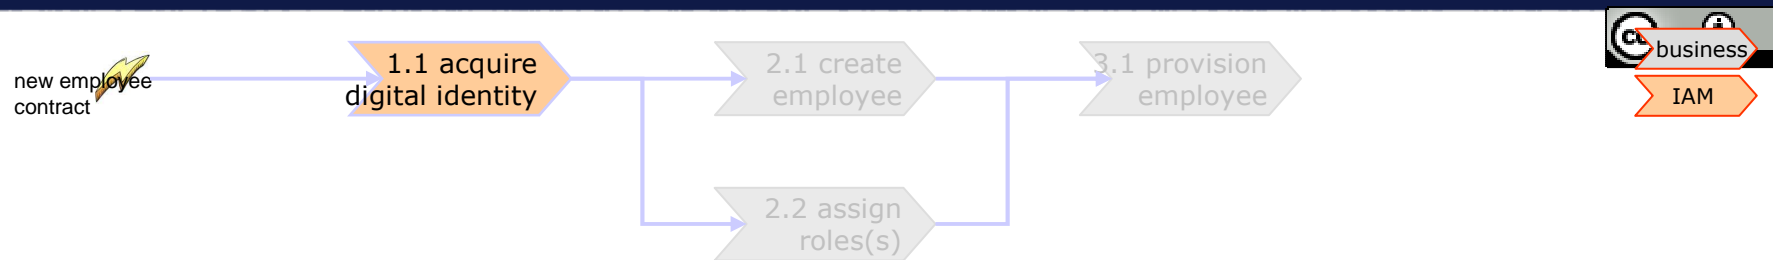 new employee
contract
1.1 acquire
digital identity
2.1 create
employee
3.1 provision
employee
2.2 assign
roles(s)
business
IAM